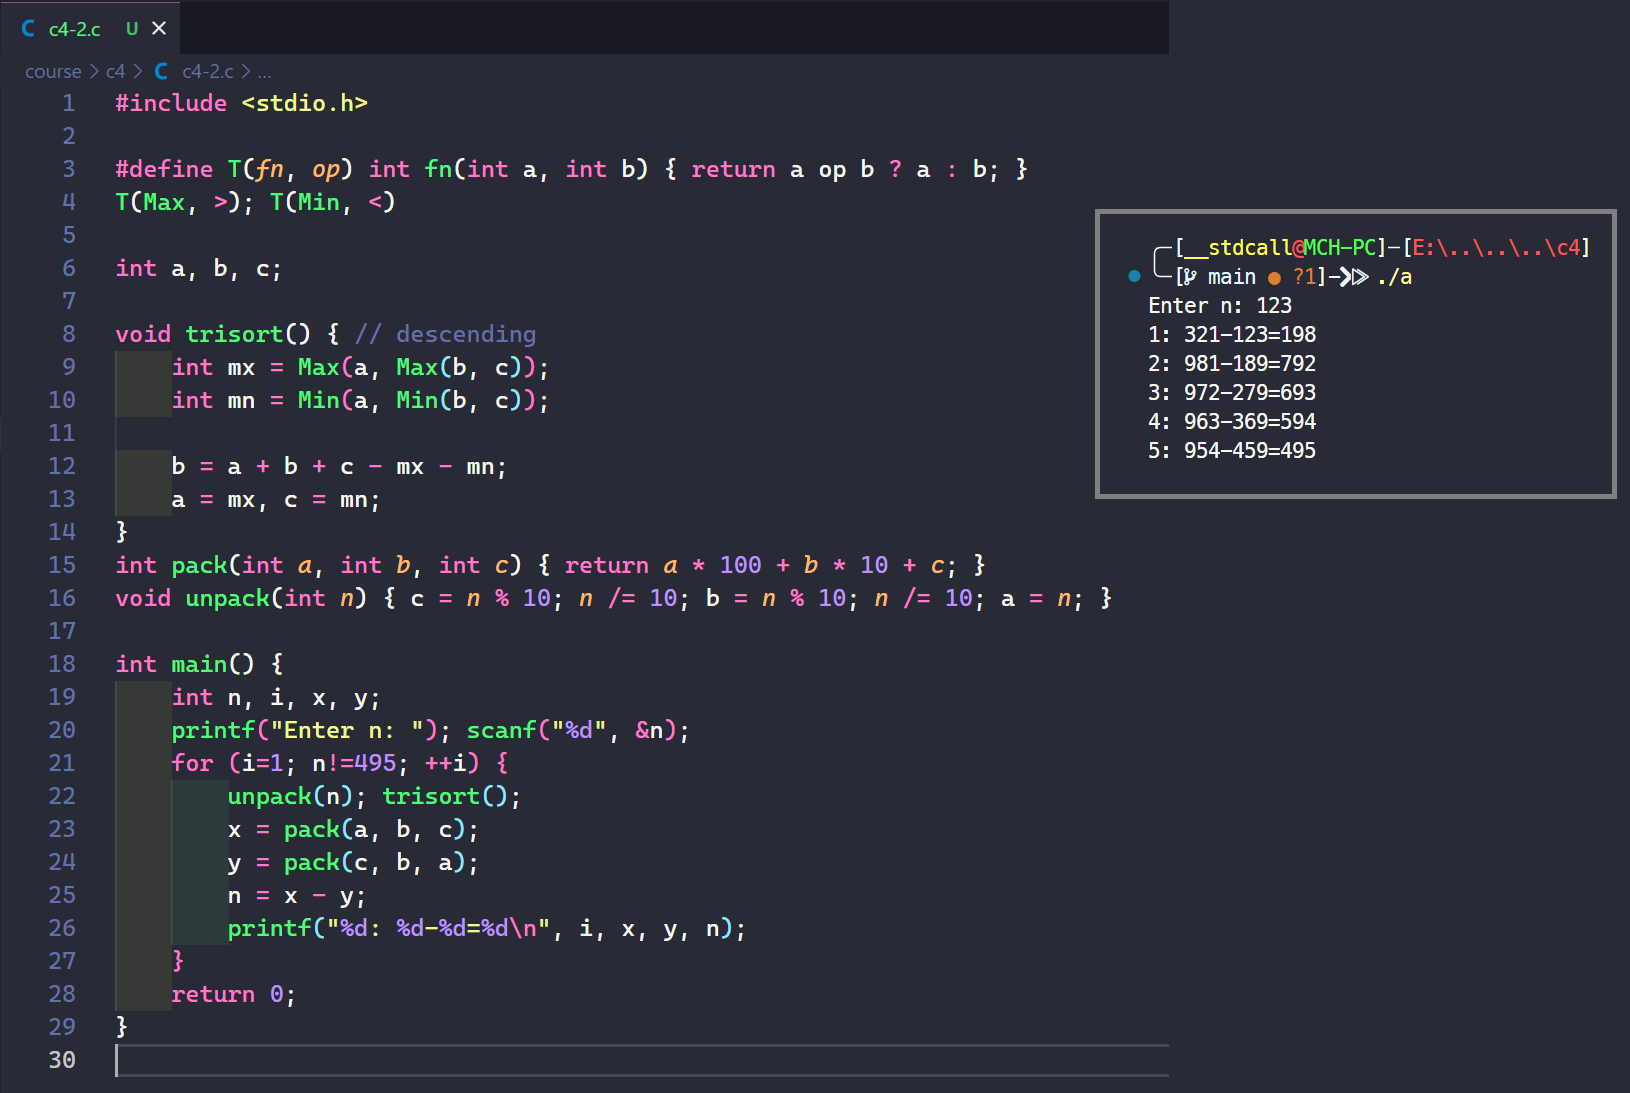 C c4-2.c U ×
course > c4 > C c4-2.c > ...
1 #include <stdio.h>
2
3 #define T(fn, op) int fn(int a, int b) { return a op b ? a : b; }
4 T(Max, >); T(Min, <)
5
6 int a, b, c;
7
8 void trisort() { // descending
9     int mx = Max(a, Max(b, c));
10     int mn = Min(a, Min(b, c));
11
12     b = a + b + c - mx - mn;
13     a = mx, c = mn;
14 }
15 int pack(int a, int b, int c) { return a * 100 + b * 10 + c; }
16 void unpack(int n) { c = n % 10; n /= 10; b = n % 10; n /= 10; a = n; }
17
18 int main() {
19     int n, i, x, y;
20     printf("Enter n: "); scanf("%d", &n);
21     for (i=1; n!=495; ++i) {
22         unpack(n); trisort();
23         x = pack(a, b, c);
24         y = pack(c, b, a);
25         n = x - y;
26         printf("%d: %d-%d=%d\n", i, x, y, n);
27     }
28     return 0;
29 }
30
[__stdcall@MCH-PC]-[E:\..\..\..\c4]
[main ● ?1]-> ./a
Enter n: 123
1: 321-123=198
2: 981-189=792
3: 972-279=693
4: 963-369=594
5: 954-459=495